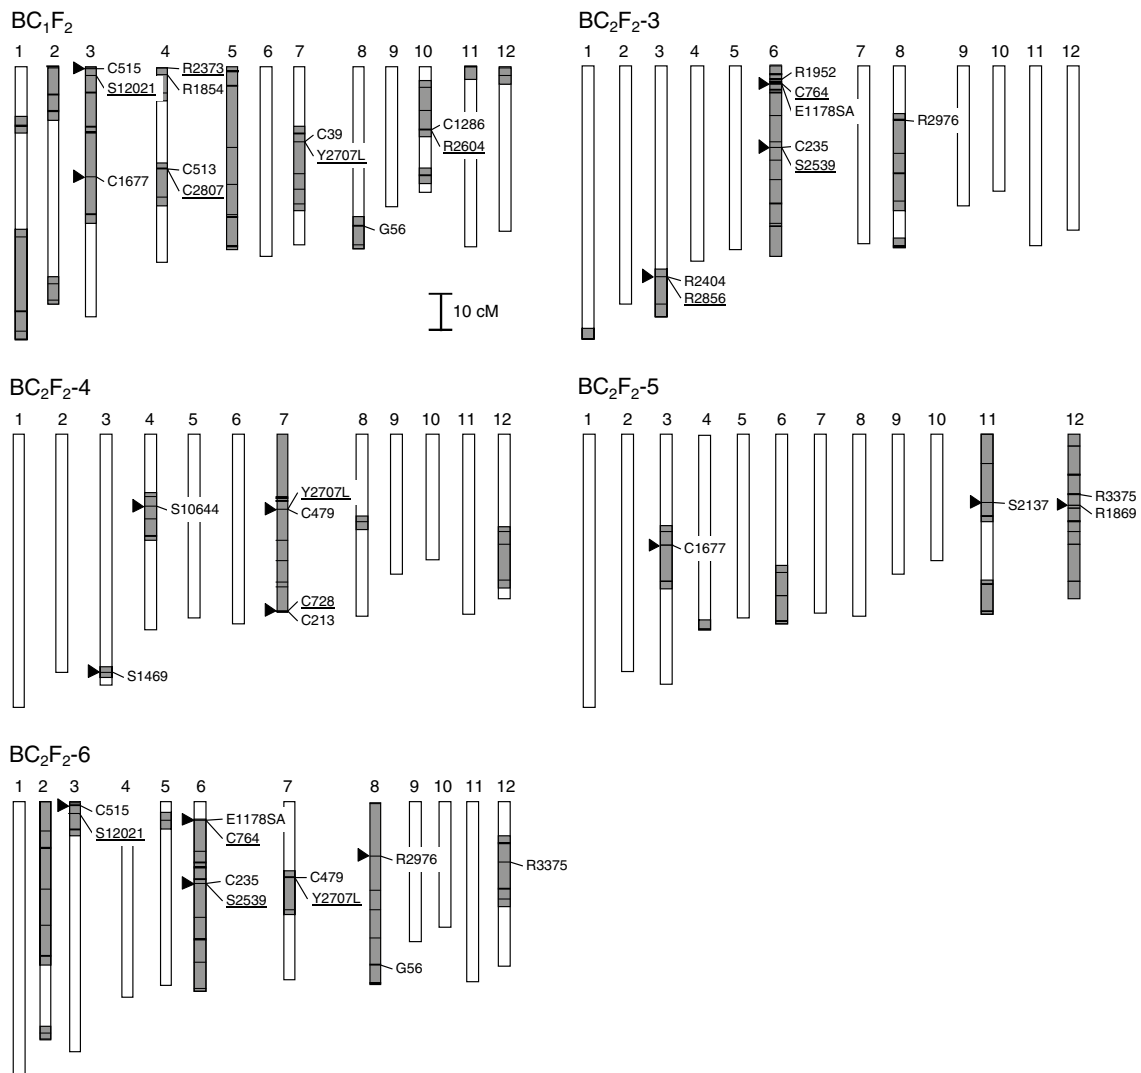 BC₁F₂
1 2 3 4 5 6 7 8 9 10 11 12
C515
S12021
C1677
R2373
R1854
C513
C2807
C39
Y2707L
G56
C1286
R2604
10 cM
BC₂F₂-3
1 2 3 4 5 6 7 8 9 10 11 12
R2404
R2856
R1952
C764
E1178SA
C235
S2539
R2976
BC₂F₂-4
1 2 3 4 5 6 7 8 9 10 11 12
S1469
S10644
Y2707L
C479
C728
C213
BC₂F₂-5
1 2 3 4 5 6 7 8 9 10 11 12
C1677
S2137
R3375
R1869
BC₂F₂-6
1 2 3 4 5 6 7 8 9 10 11 12
C515
S12021
E1178SA
C764
C235
S2539
C479
Y2707L
R2976
G56
R3375